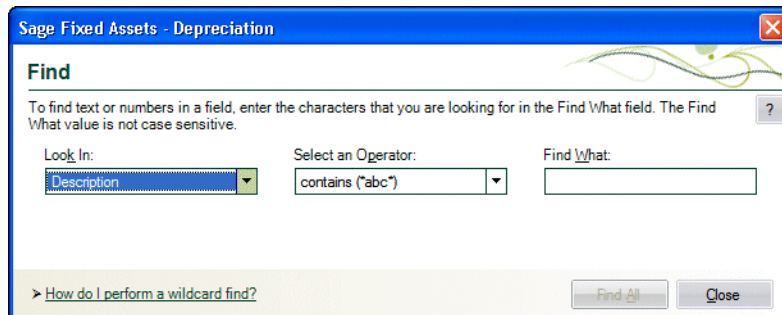 Sage Fixed Assets - Depreciation
Find
To find text or numbers in a field, enter the characters that you are looking for in the Find What field. The Find
What value is not case sensitive.
?
Look In: Select an Operator: Find What:
Description contains ("abc")
How do I perform a wildcard find? Find All Close